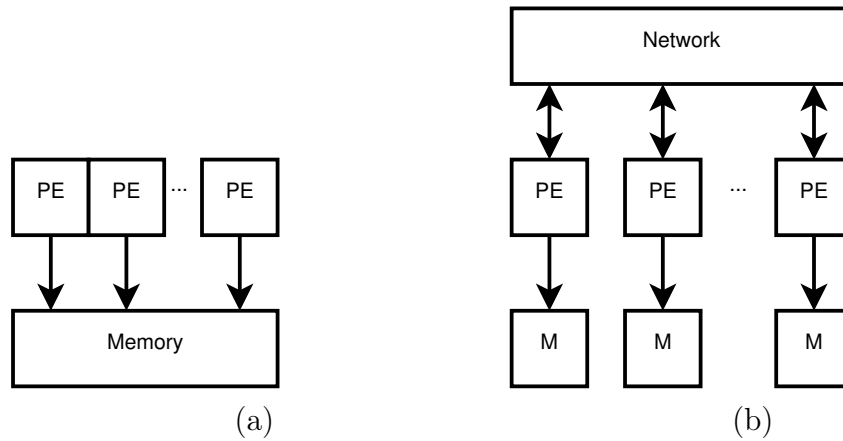 Network
PE PE ... PE
PE PE ... PE
Memory
M M M
(a) (b)